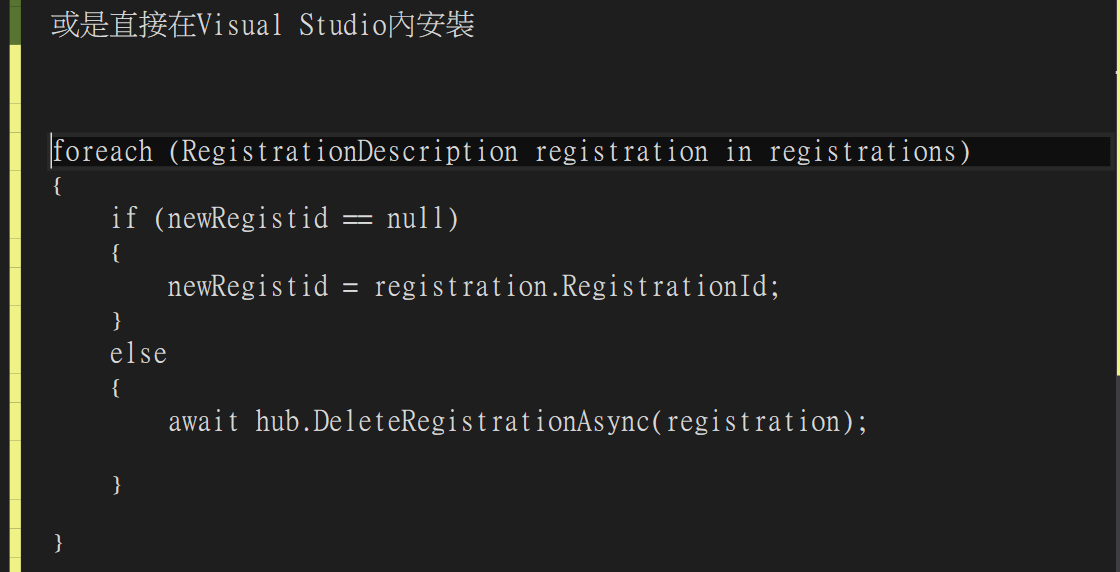 或是直接在Visual Studio內安裝
foreach (RegistrationDescription registration in registrations)
{
if (newRegistid == null)
{
newRegistid = registration.RegistrationId;
}
else
{
await hub.DeleteRegistrationAsync(registration);
}
}